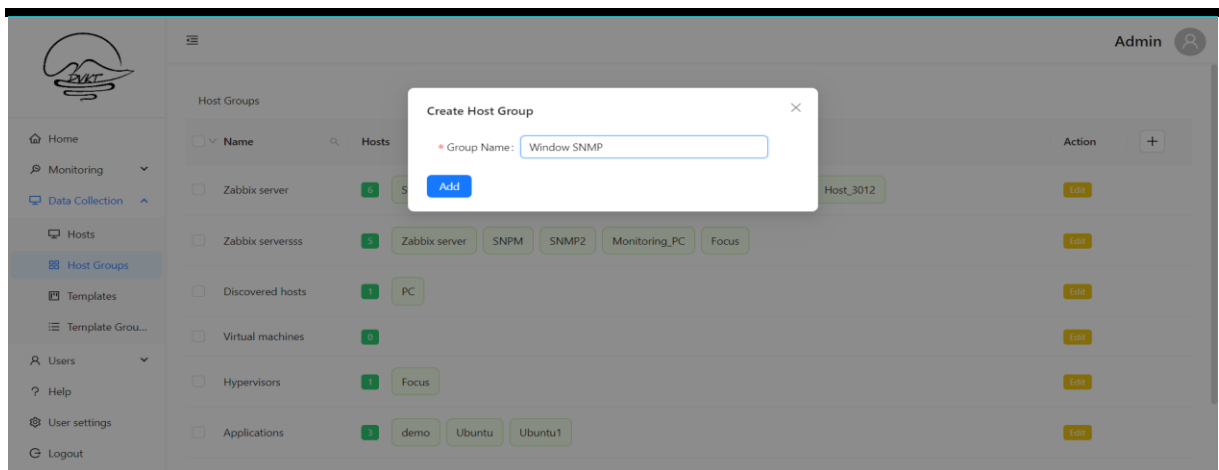 PVKT
Admin
Host Groups
Create Host Group
* Group Name: Window SNMP
Add
Name Hosts Action
Home
Monitoring
Data Collection
Hosts
Host Groups
Templates
Template Grou...
Users
Help
User settings
Logout
Zabbix server 6 Host_3012 Edit
Zabbix serversss 5 Zabbix server SNPM SNMP2 Monitoring_PC Focus Edit
Discovered hosts 1 PC Edit
Virtual machines 0 Edit
Hypervisors 1 Focus Edit
Applications 3 demo Ubuntu Ubuntu1 Edit